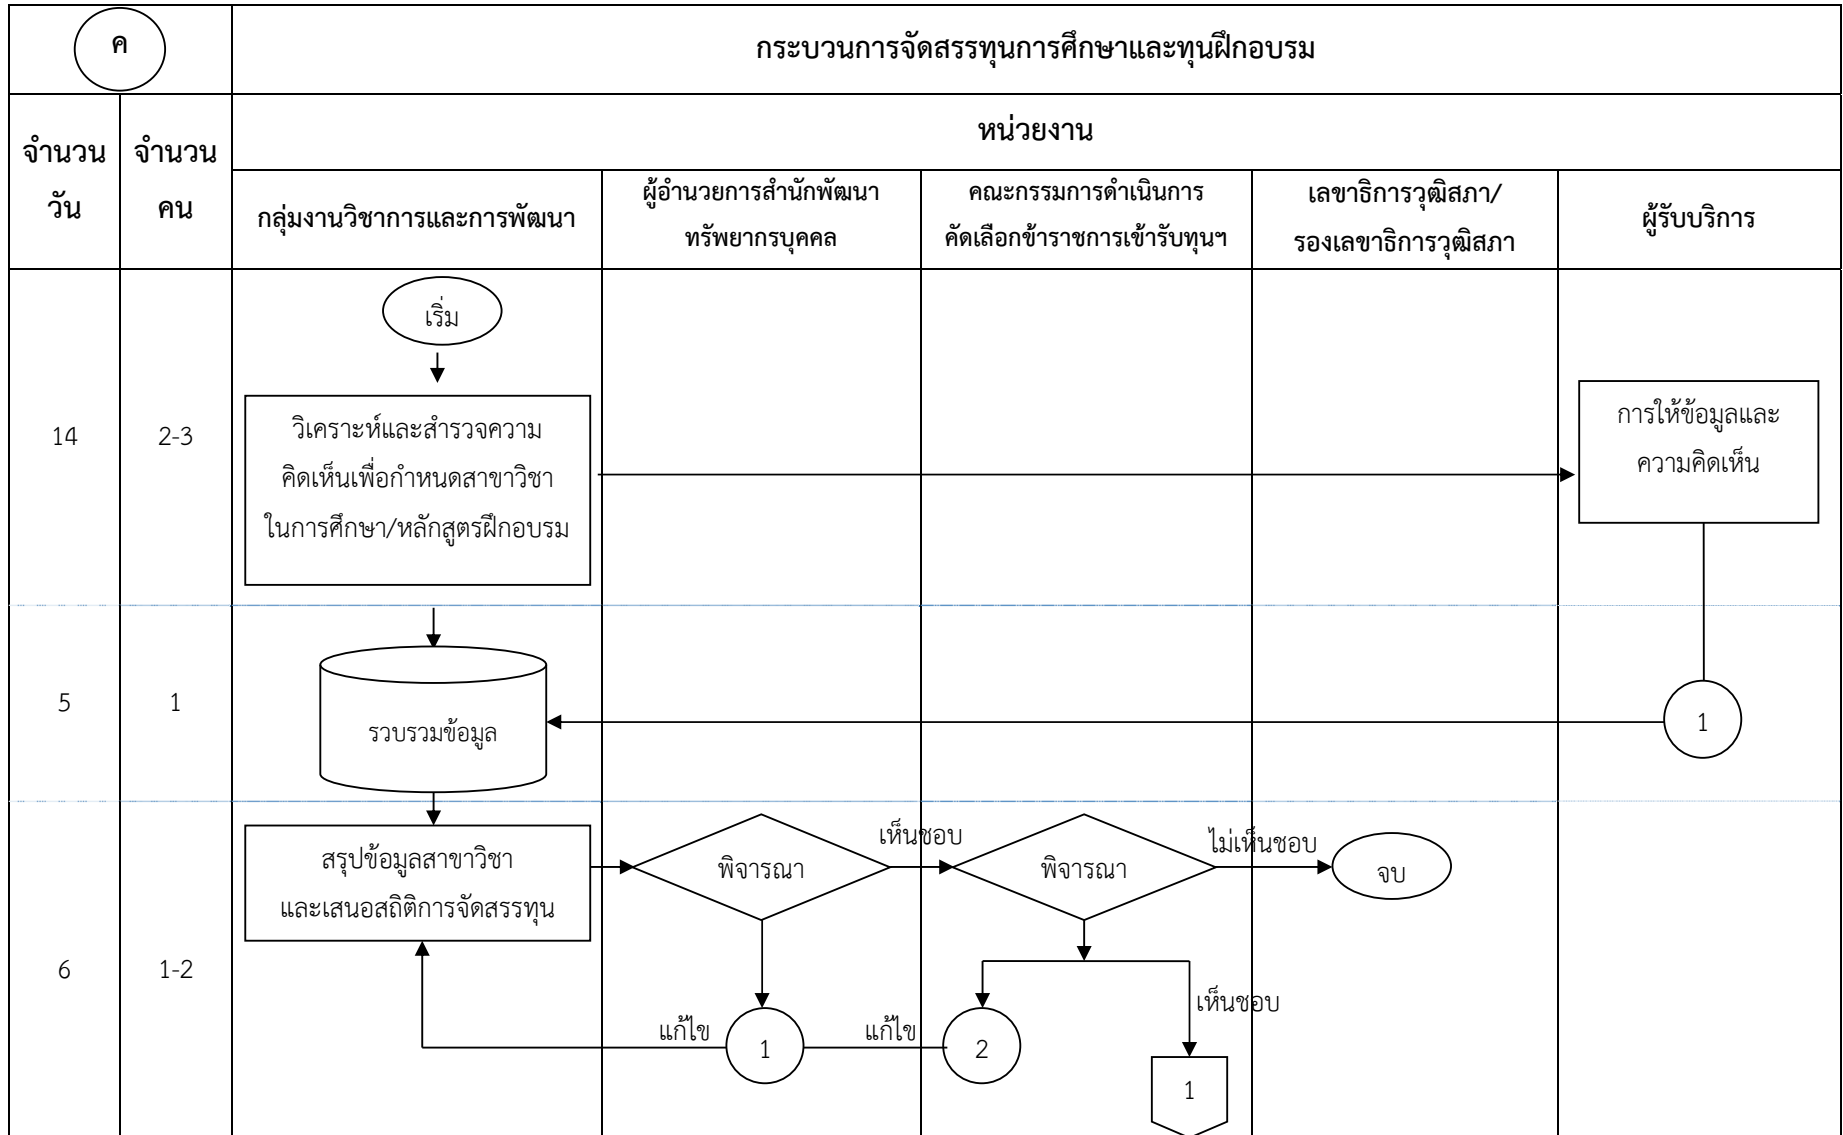 ค
กระบวนการจัดสรรทุนการศึกษาและทุนฝึกอบรม
จำนวน
วัน
จำนวน
คน
หน่วยงาน
กลุ่มงานวิชาการและการพัฒนา
ผู้อำนวยการสำนักพัฒนา
ทรัพยากรบุคคล
คณะกรรมการดำเนินการ
คัดเลือกข้าราชการเข้ารับทุนฯ
เลขาธิการวุฒิสภา/
รองเลขาธิการวุฒิสภา
ผู้รับบริการ
เริ่ม
14
2-3
วิเคราะห์และสำรวจความ
คิดเห็นเพื่อกำหนดสาขาวิชา
ในการศึกษา/หลักสูตรฝึกอบรม
การให้ข้อมูลและ
ความคิดเห็น
5
1
รวบรวมข้อมูล
1
6
1-2
สรุปข้อมูลสาขาวิชา
และเสนอสถิติการจัดสรรทุน
พิจารณา
เห็นชอบ
พิจารณา
ไม่เห็นชอบ
จบ
เห็นชอบ
แก้ไข
1
แก้ไข
2
1